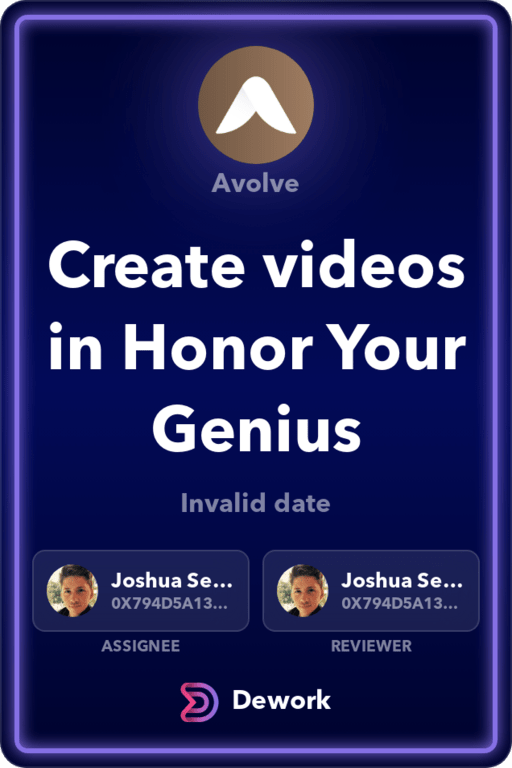 Avolve
Create videos
in Honor Your
Genius
Invalid date
Joshua Se...
0X794D5A13...
ASSIGNEE
Joshua Se...
0X794D5A13...
REVIEWER
Dework